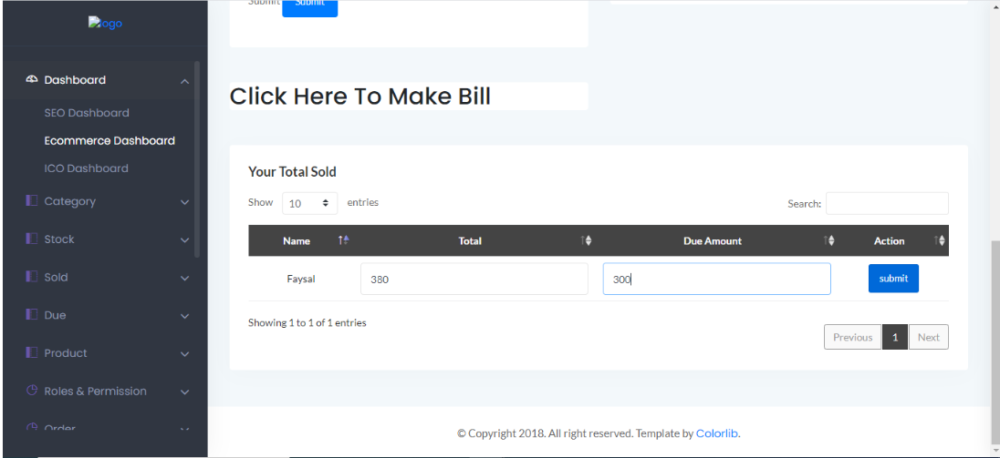 logo
Dashboard
SEO Dashboard
Ecommerce Dashboard
ICO Dashboard
Category
Stock
Sold
Due
Product
Roles & Permission
Order
Submit Submit
Click Here To Make Bill
Your Total Sold
Show 10 entries Search:
Name Total Due Amount Action
Faysal 380 300 submit
Showing 1 to 1 of 1 entries
Previous 1 Next
© Copyright 2018. All right reserved. Template by Colorlib.